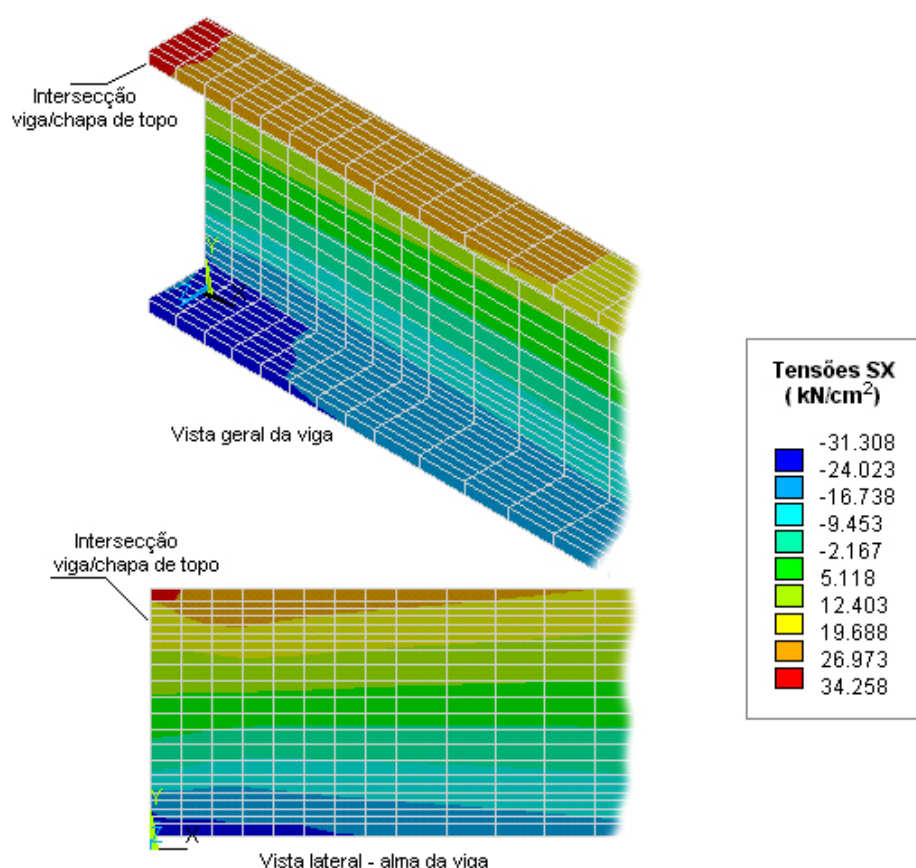 Intersecção
viga/chapa de topo
Y
Z
X
Vista geral da viga
Intersecção
viga/chapa de topo
Y
Z
X
Vista lateral - alma da viga
Tensões SX
( kN/cm²)
-31.308
-24.023
-16.738
-9.453
-2.167
5.118
12.403
19.688
26.973
34.258